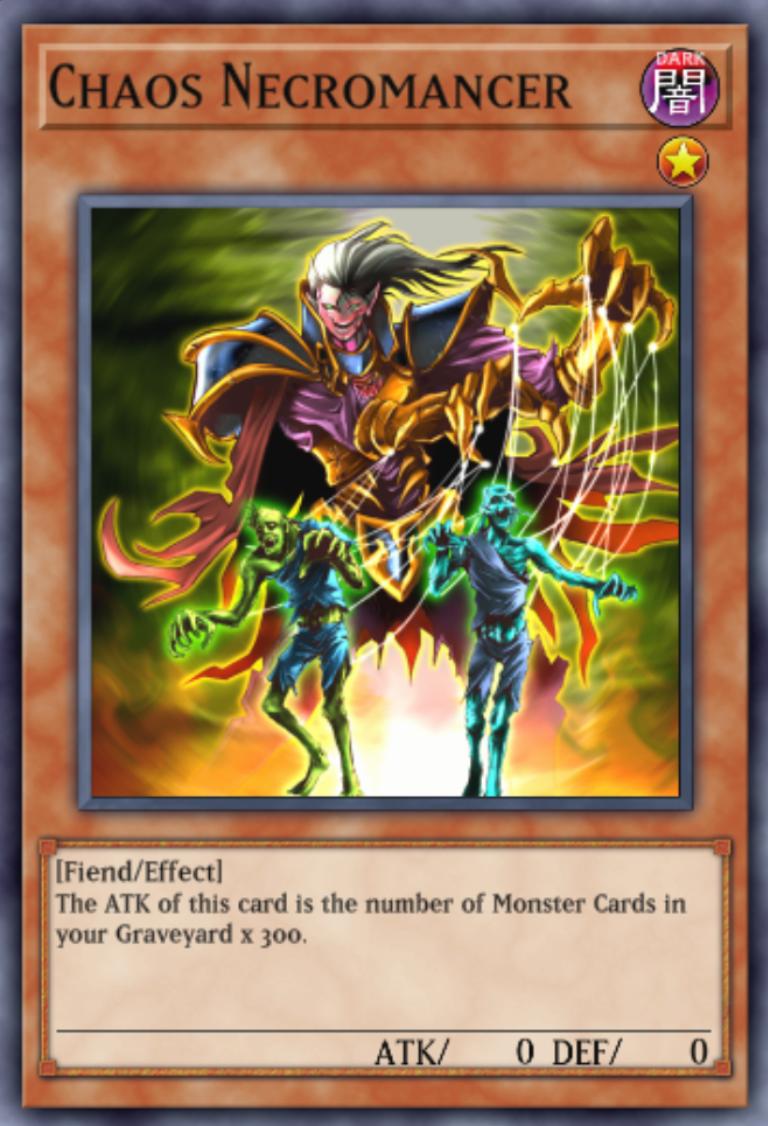 Chaos Necromancer
DARK
闇
[Fiend/Effect]
The ATK of this card is the number of Monster Cards in
your Graveyard x 300.
ATK/ 0 DEF/ 0